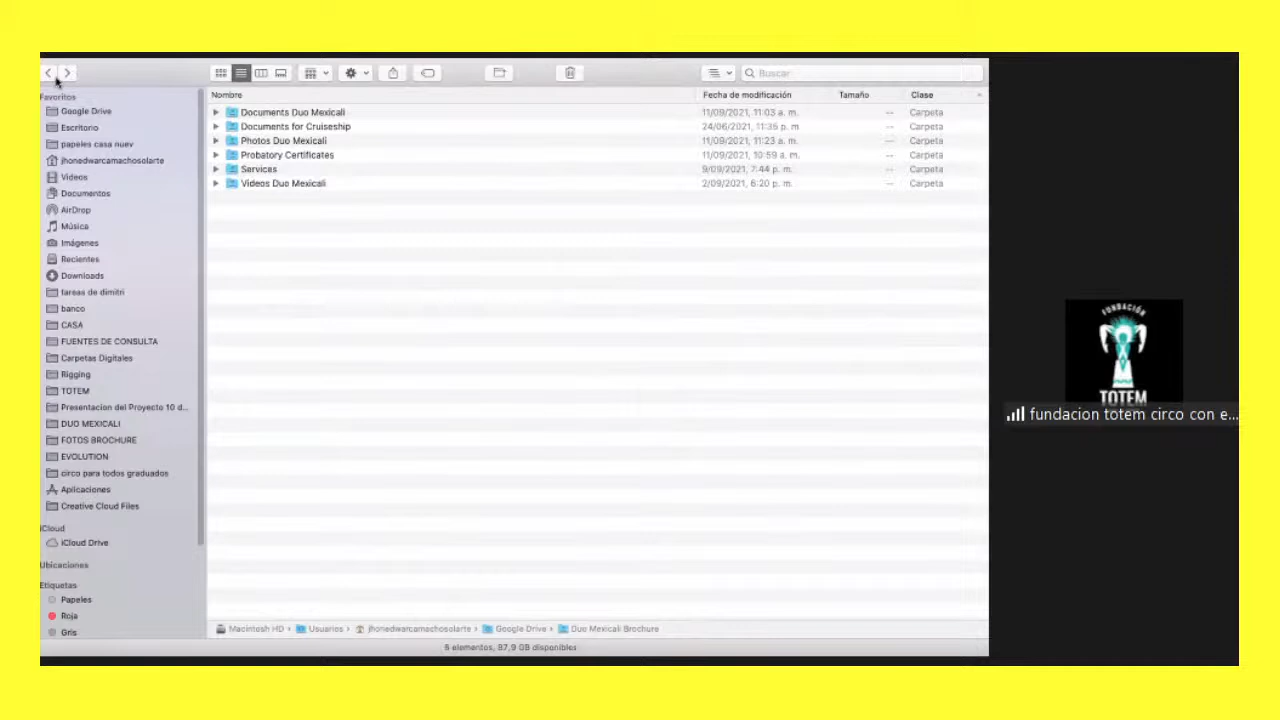 Buscar
Favoritos
Google Drive
Escritorio
papeles casa nuev
jhonedwarcamachosolarte
Vídeos
Documentos
AirDrop
Música
Imágenes
Recientes
Downloads
tareas de dimitri
banco
CASA
FUENTES DE CONSULTA
Carpetas Digitales
Rigging
TOTEM
Presentacion del Proyecto 10 d...
DUO MEXICALI
FOTOS BROCHURE
EVOLUTION
circo para todos graduados
Aplicaciones
Creative Cloud Files
iCloud
iCloud Drive
Ubicaciones
Etiquetas
Papeles
Roja
Gris
Nombre Fecha de modificación Tamaño Clase
Documents Duo Mexicali 11/09/2021, 11:03 a. m. -- Carpeta
Documents for Cruiseship 24/06/2021, 11:35 p. m -- Carpeta
Photos Duo Mexicali 11/09/2021, 11:23 a. m. -- Carpeta
Probatory Certificates 11/09/2021, 10:59 a. m. -- Carpeta
Services 9/09/2021, 7:44 p. m. -- Carpeta
Videos Duo Mexicali 2/09/2021, 6:20 p. m. -- Carpeta
Macintosh HD › Usuarios › jhonedwarcamachosolarte › Google Drive › Duo Mexicali Brochure
6 elementos, 87,9 GB disponibles
FUNDACIÓN
TOTEM
fundacion totem circo con e...